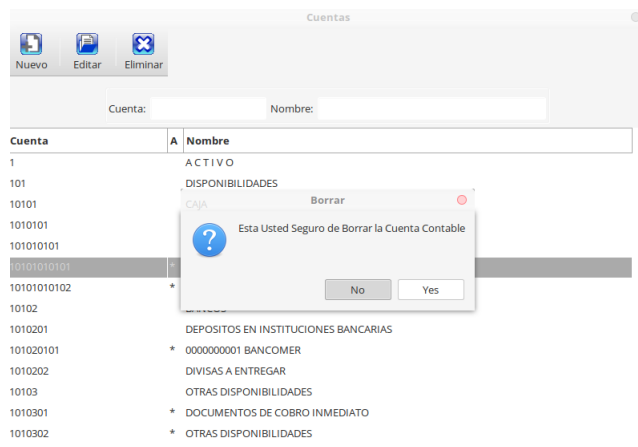 Cuentas
Nuevo Editar Eliminar
Cuenta: Nombre:
Cuenta A Nombre
1 A C T I V O
101 DISPONIBILIDADES
10101 CAJA
Borrar
1010101
Esta Usted Seguro de Borrar la Cuenta Contable
101010101
10101010101 *
10101010102 *
No Yes
10102 BANCOS
1010201 DEPOSITOS EN INSTITUCIONES BANCARIAS
101020101 * 0000000001 BANCOMER
1010202 DIVISAS A ENTREGAR
10103 OTRAS DISPONIBILIDADES
1010301 * DOCUMENTOS DE COBRO INMEDIATO
1010302 * OTRAS DISPONIBILIDADES